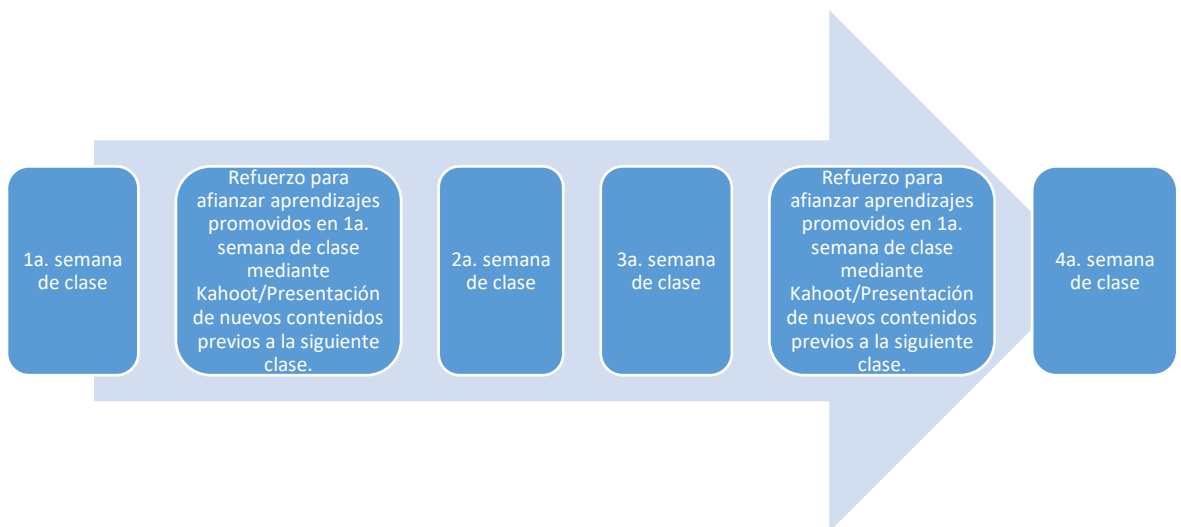 1a. semana
de clase
Refuerzo para
afianzar aprendizajes
promovidos en 1a.
semana de clase
mediante
Kahoot/Presentación
de nuevos contenidos
previos a la siguiente
clase.
2a. semana
de clase
3a. semana
de clase
Refuerzo para
afianzar aprendizajes
promovidos en 1a.
semana de clase
mediante
Kahoot/Presentación
de nuevos contenidos
previos a la siguiente
clase.
4a. semana
de clase